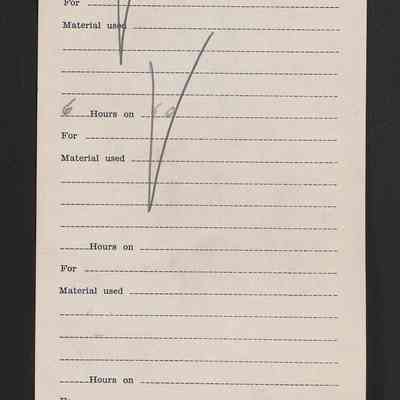 For
Material used
6 Hours on
For
Material used
Hours on
For
Material used
Hours on